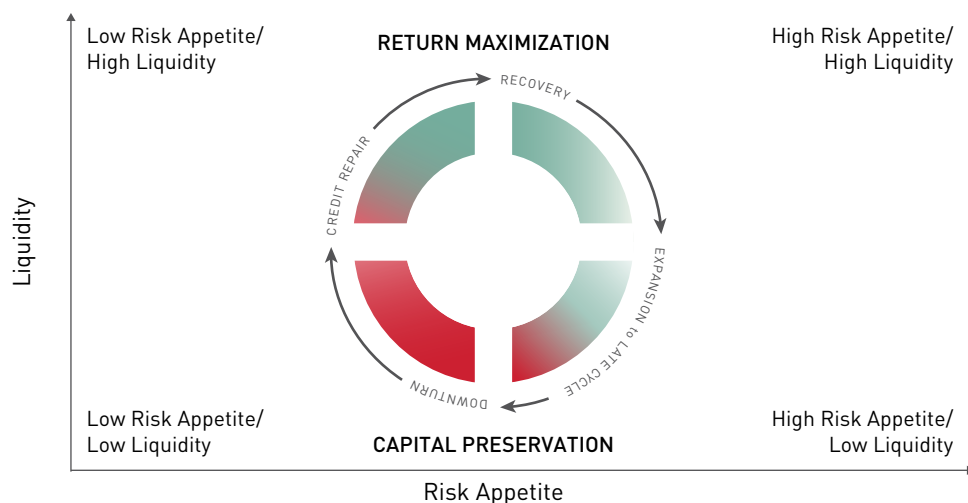 Low Risk Appetite/
High Liquidity
RETURN MAXIMIZATION
High Risk Appetite/
High Liquidity
RECOVERY
CREDIT REPAIR
Liquidity
EXPANSION to LATE CYCLE
DOWNTURN
Low Risk Appetite/
Low Liquidity
CAPITAL PRESERVATION
High Risk Appetite/
Low Liquidity
Risk Appetite